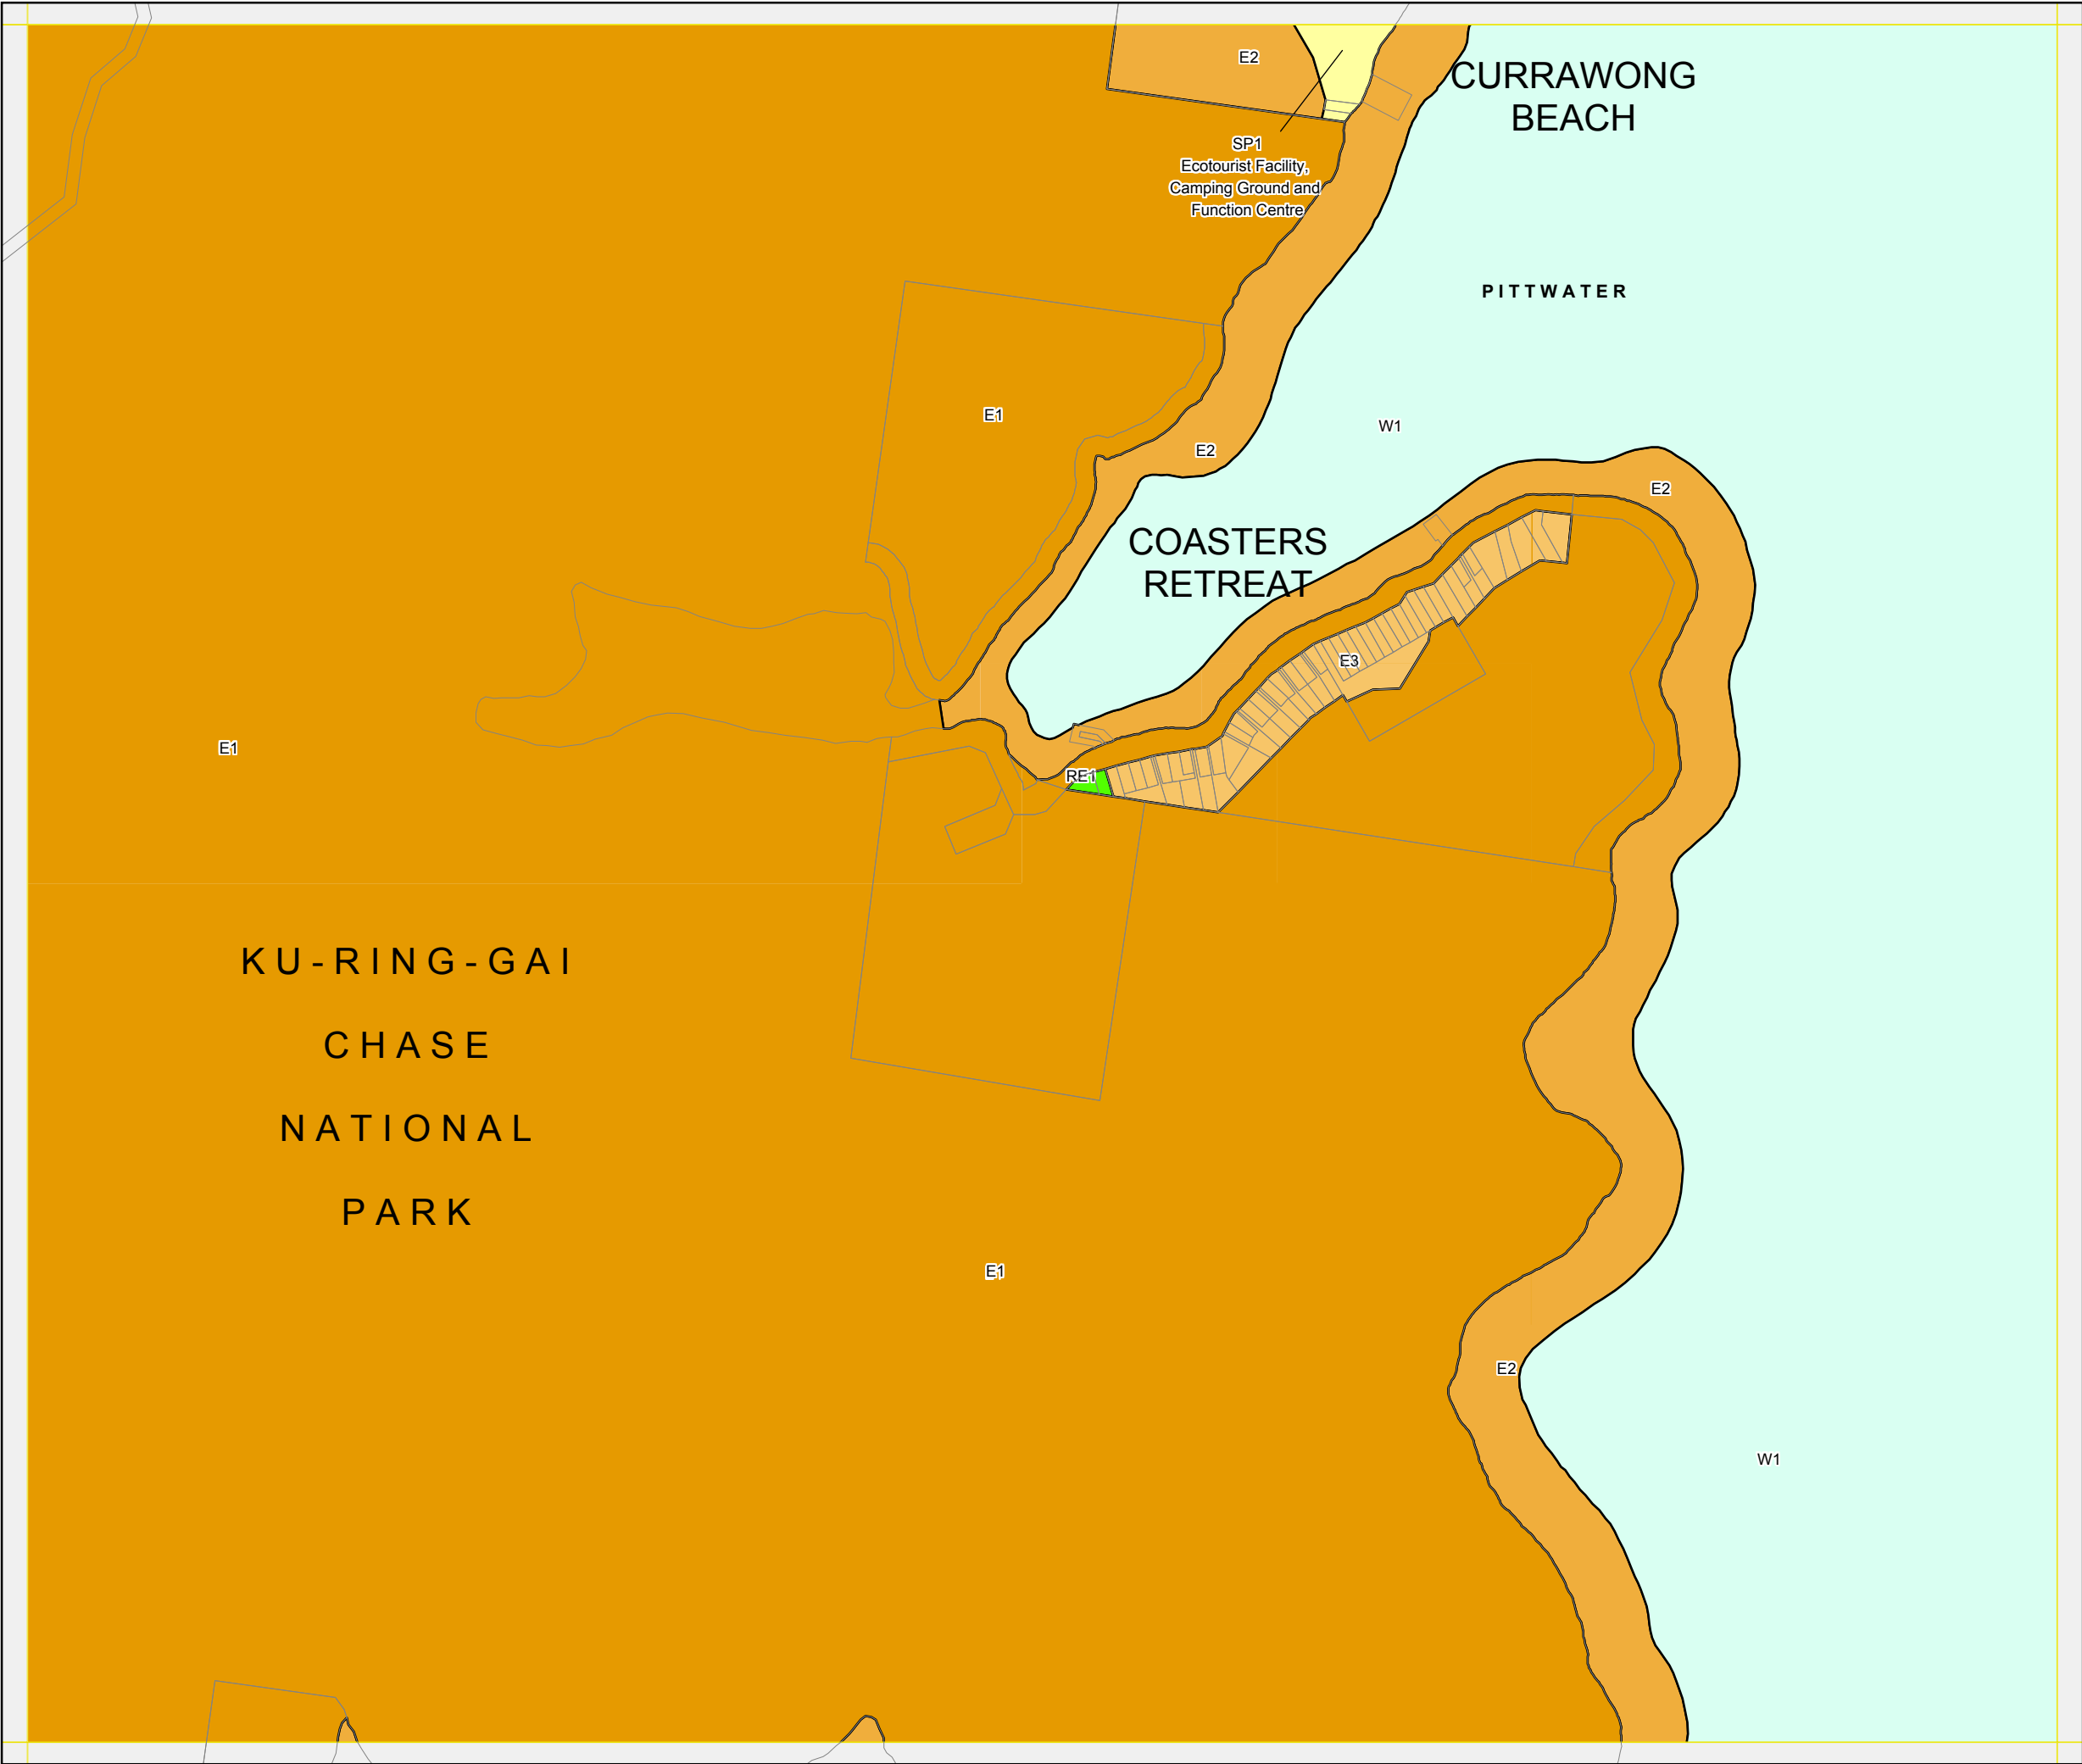 E2
CURRAWONG
BEACH
SP1
Ecotourist Facility,
Camping Ground and
Function Centre
PITTWATER
E1
W1
E2
E2
COASTERS
RETREAT
E3
E1
RE1
KU-RING-GAI
CHASE
NATIONAL
PARK
E1
E2
W1